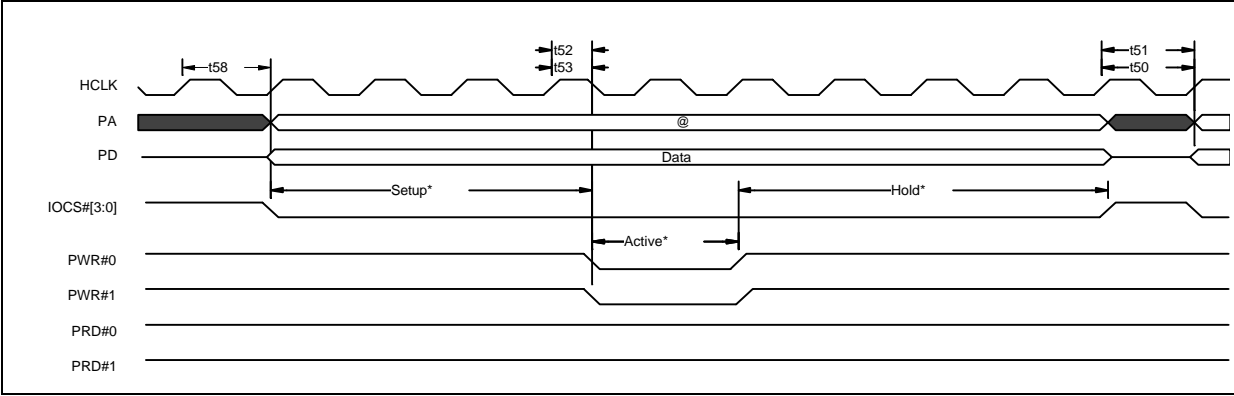 t52
t51
t58
t53
t50
HCLK
PA
@
PD
Data
Setup*
Hold*
IOCS#[3:0]
Active*
PWR#0
PWR#1
PRD#0
PRD#1